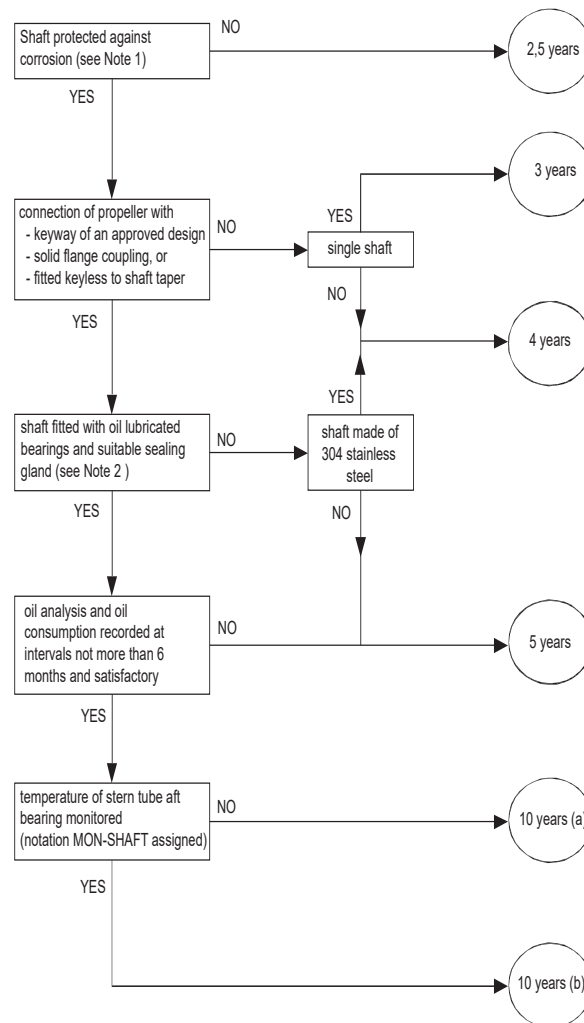 Shaft protected against
corrosion (see Note 1)
NO
2,5 years
YES
3 years
connection of propeller with
- keyway of an approved design
- solid flange coupling, or
- fitted keyless to shaft taper
NO
YES
single shaft
YES
NO
4 years
YES
shaft fitted with oil lubricated
bearings and suitable sealing
gland (see Note 2 )
NO
shaft made of
304 stainless
steel
YES
NO
oil analysis and oil
consumption recorded at
intervals not more than 6
months and satisfactory
NO
5 years
YES
temperature of stern tube aft
bearing monitored
(notation MON-SHAFT assigned)
NO
10 years (a)
YES
10 years (b)